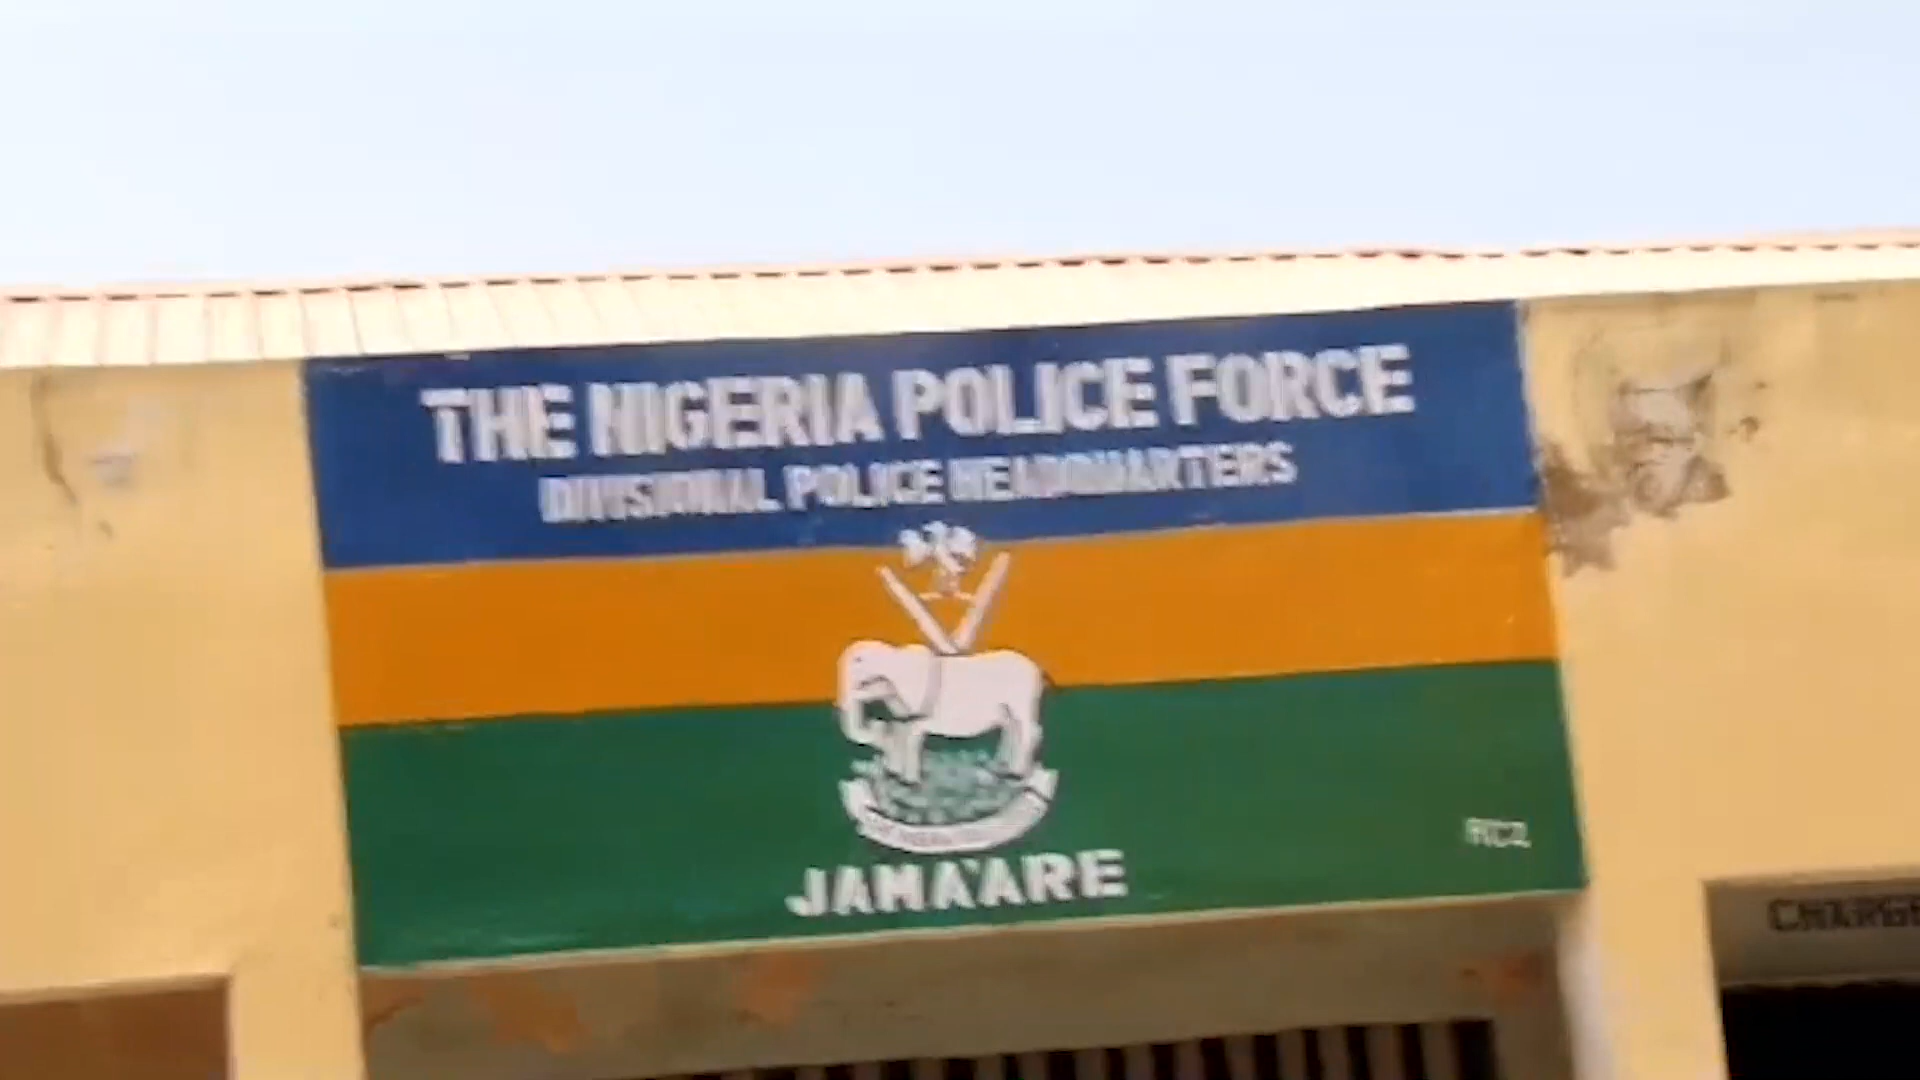 THE NIGERIA POLICE FORCE
DIVISIONAL POLICE HEADQUARTERS
JAMA'ARE